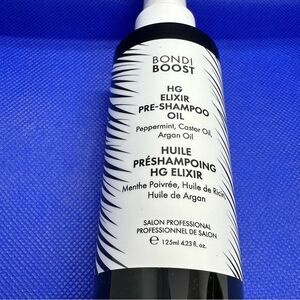 BONDI
BOOST
HG
ELIXIR
PRE-SHAMPOO
OIL
Peppermint, Castor Oil,
Argan Oil
HUILE
PRÉSHAMPOING
HG ELIXIR
Menthe Poivrée, Huile de Ricin,
Huile de Argan
SALON PROFESSIONAL
PROFESSIONNEL DE SALON
℮ 125ml 4.23 fl. oz.